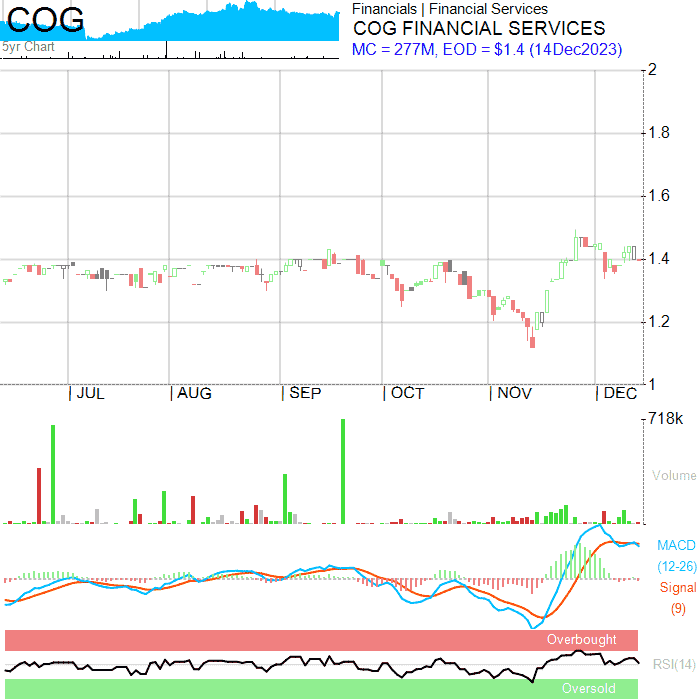 COG
5yr Chart
Financials | Financial Services
COG FINANCIAL SERVICES
MC = 277M, EOD = $1.4 (14Dec2023)
2
1.8
1.6
1.4
1.2
1
| JUL | AUG | SEP | OCT | NOV | DEC
718k
Volume
MACD
(12-26)
Signal
(9)
Overbought
RSI(14)
Oversold